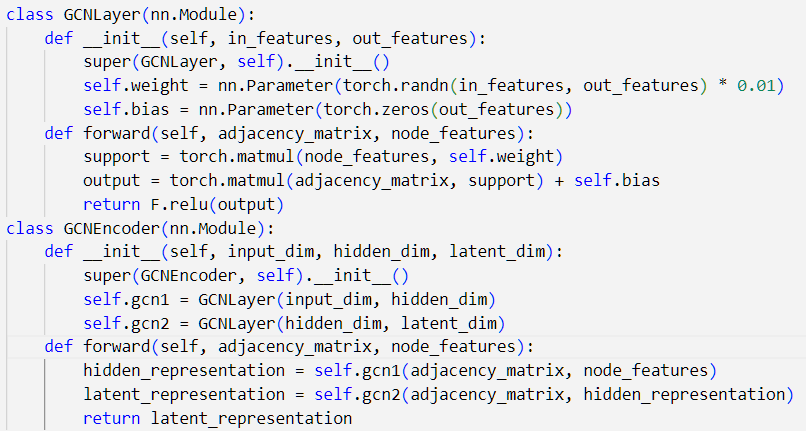 class GCNLayer(nn.Module):
    def __init__(self, in_features, out_features):
        super(GCNLayer, self).__init__()
        self.weight = nn.Parameter(torch.randn(in_features, out_features) * 0.01)
        self.bias = nn.Parameter(torch.zeros(out_features))
    def forward(self, adjacency_matrix, node_features):
        support = torch.matmul(node_features, self.weight)
        output = torch.matmul(adjacency_matrix, support) + self.bias
        return F.relu(output)
class GCNEncoder(nn.Module):
    def __init__(self, input_dim, hidden_dim, latent_dim):
        super(GCNEncoder, self).__init__()
        self.gcn1 = GCNLayer(input_dim, hidden_dim)
        self.gcn2 = GCNLayer(hidden_dim, latent_dim)
    def forward(self, adjacency_matrix, node_features):
        hidden_representation = self.gcn1(adjacency_matrix, node_features)
        latent_representation = self.gcn2(adjacency_matrix, hidden_representation)
        return latent_representation